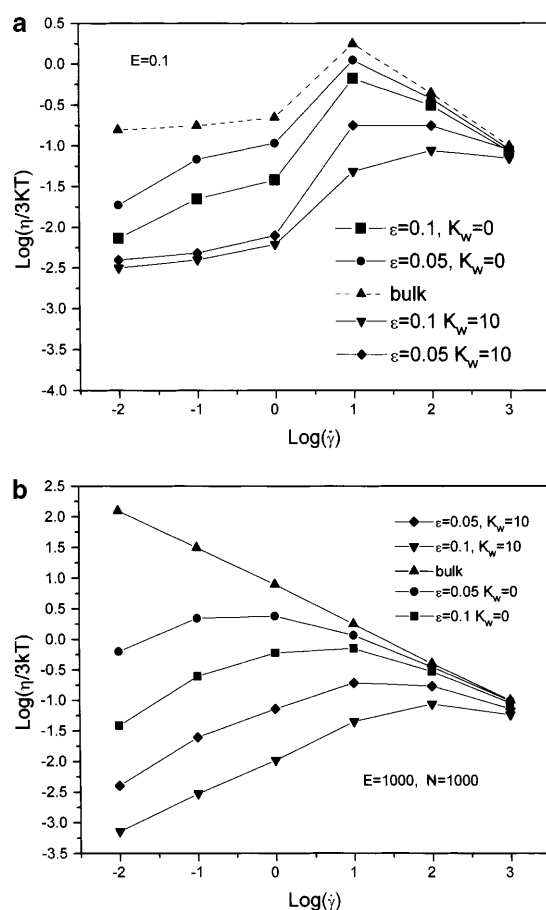 a
E=0.1
0.5
0.0
-0.5
-1.0
-1.5
-2.0
-2.5
-3.0
-3.5
-4.0
Log(η/3KT)
ε=0.1, K_w=0
ε=0.05, K_w=0
bulk
ε=0.1 K_w=10
ε=0.05 K_w=10
-2 -1 0 1 2 3
Log(γ̇)
b
2.5
2.0
1.5
1.0
0.5
0.0
-0.5
-1.0
-1.5
-2.0
-2.5
-3.0
-3.5
Log(η/3kT)
ε=0.05, K_w=10
ε=0.1, K_w=10
bulk
ε=0.05 K_w=0
ε=0.1 K_w=0
E=1000, N=1000
-2 -1 0 1 2 3
Log(γ̇)